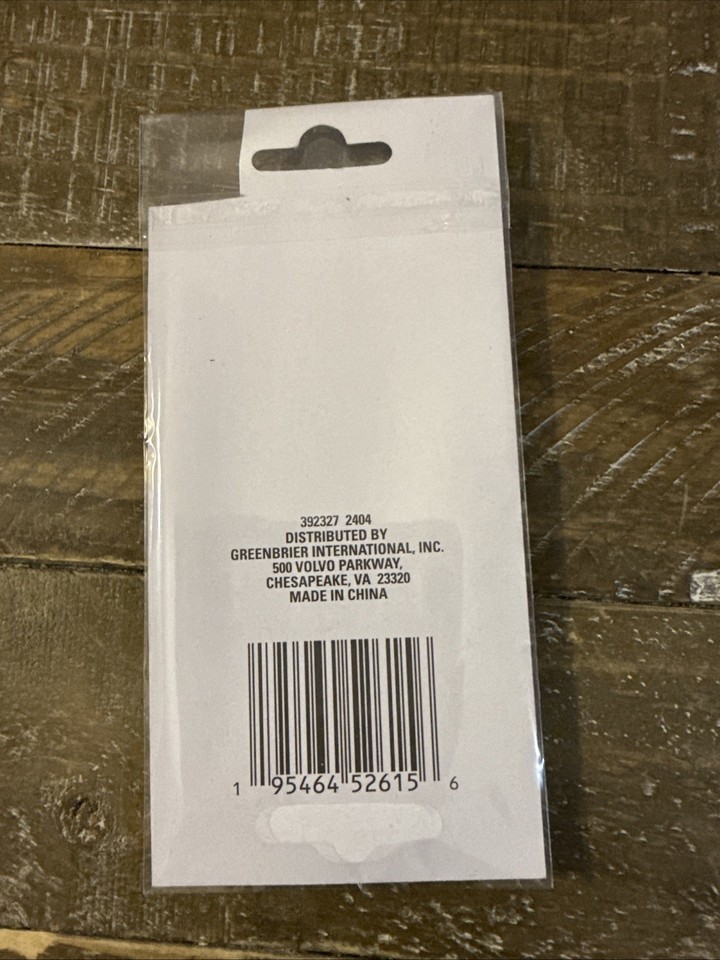 392327 2404
DISTRIBUTED BY
GREENBRIER INTERNATIONAL, INC.
500 VOLVO PARKWAY,
CHESAPEAKE, VA 23320
MADE IN CHINA
1 95464 52615 6